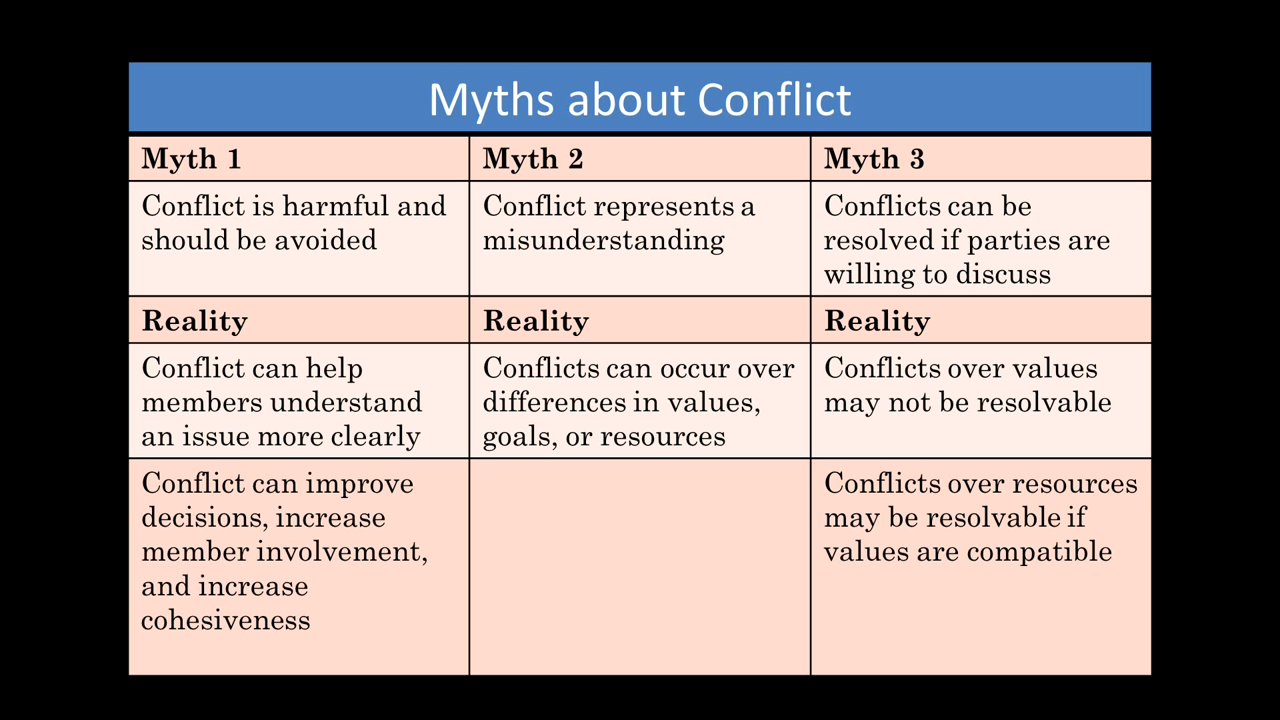 Myths about Conflict
Myth 1
Myth 2
Myth 3
Conflict is harmful and
should be avoided
Conflict represents a
misunderstanding
Conflicts can be
resolved if parties are
willing to discuss
Reality
Reality
Reality
Conflict can help
members understand
an issue more clearly
Conflicts can occur over
differences in values,
goals, or resources
Conflicts over values
may not be resolvable
Conflict can improve
decisions, increase
member involvement,
and increase
cohesiveness
Conflicts over resources
may be resolvable if
values are compatible